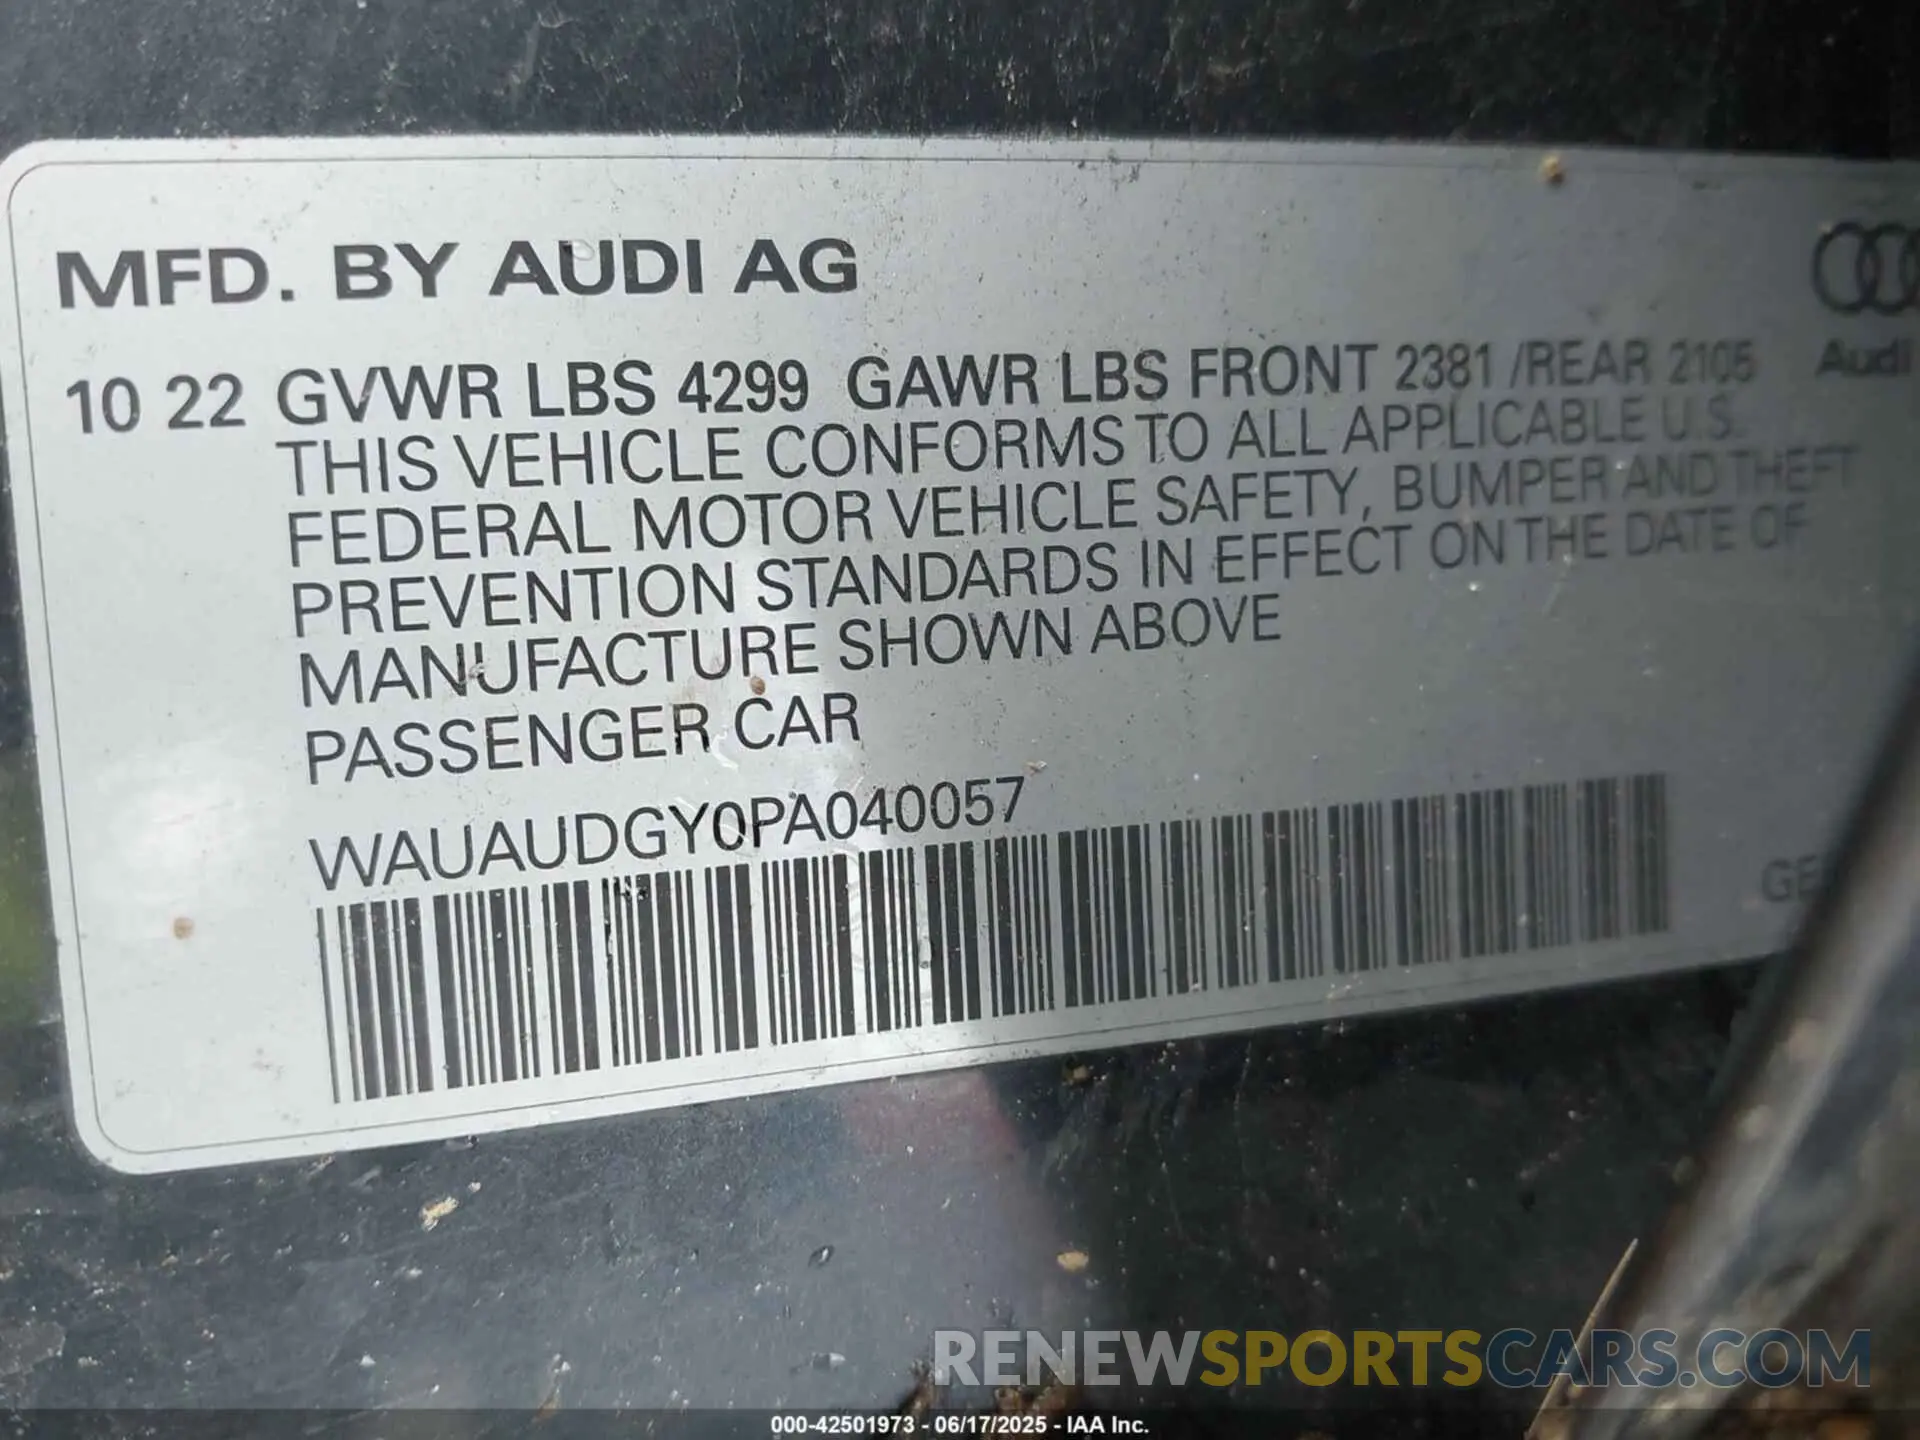 MFD. BY AUDI AG
Audi
10 22 GVWR LBS 4299 GAWR LBS FRONT 2381 /REAR 2105
THIS VEHICLE CONFORMS TO ALL APPLICABLE U.S.
FEDERAL MOTOR VEHICLE SAFETY, BUMPER AND THEFT
PREVENTION STANDARDS IN EFFECT ON THE DATE OF
MANUFACTURE SHOWN ABOVE
PASSENGER CAR
WAUAUDGY0PA040057
RENEWSPORTSCARS.COM
000-42501973 - 06/17/2025 - IAA Inc.